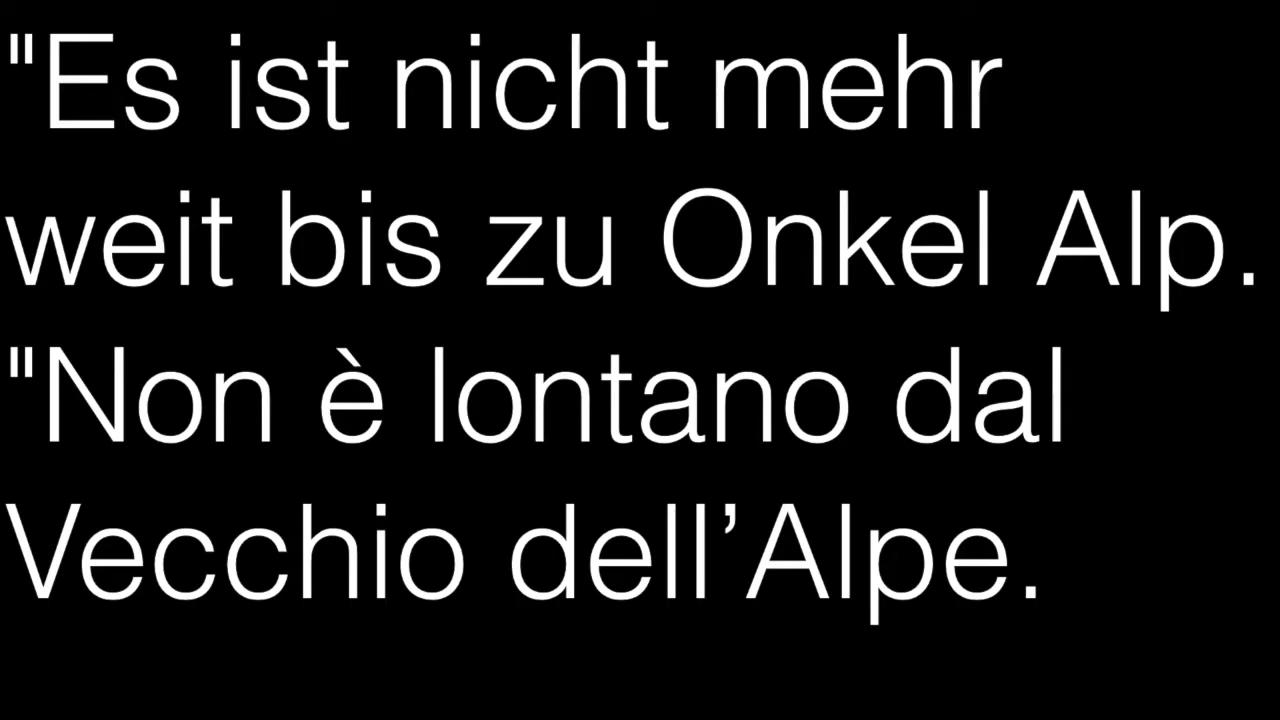 "Es ist nicht mehr
weit bis zu Onkel Alp.
"Non è lontano dal
Vecchio dell’Alpe.